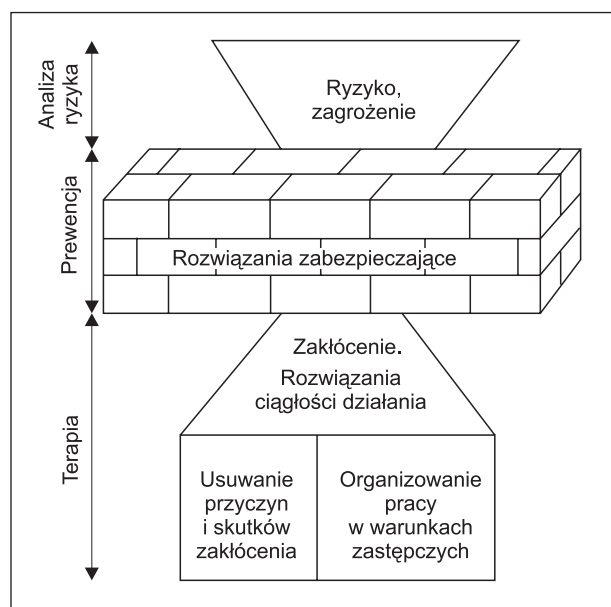 Analiza
ryzyka
Ryzyko,
zagrożenie
Prewencja
Rozwiązania zabezpieczające
Terapia
Zakłócenie.
Rozwiązania
ciągłości działania
Usuwanie
przyczyn
i skutków
zakłócenia
Organizowanie
pracy
w warunkach
zastępczych